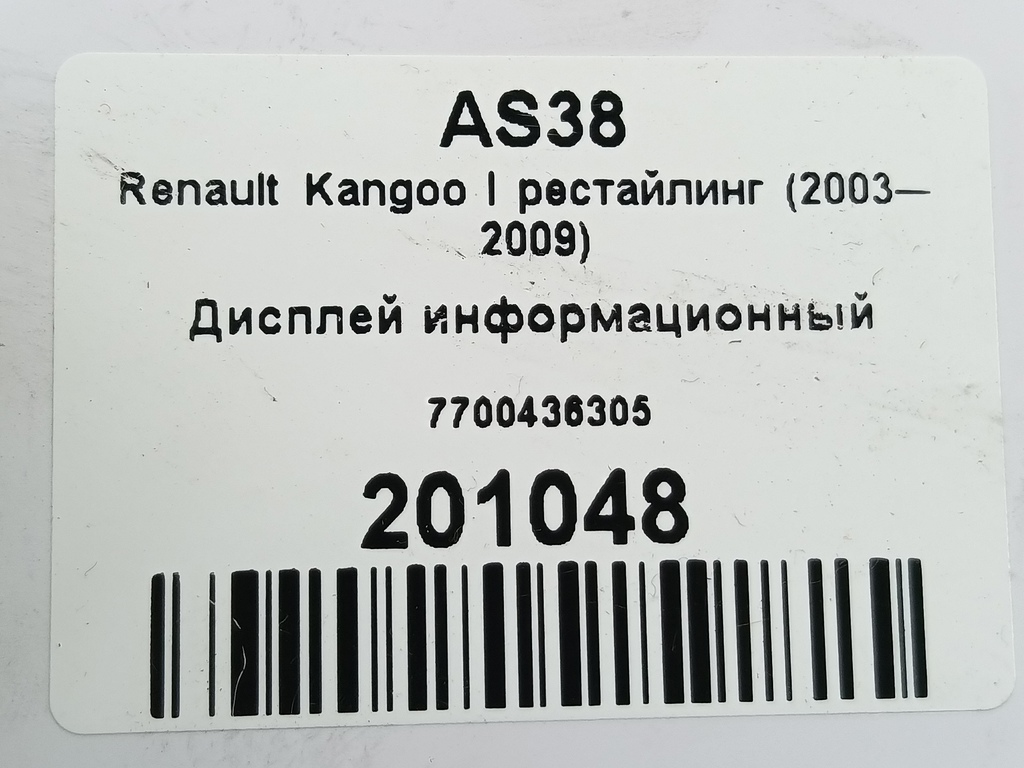 AS38
Renault Kangoo I рестайлинг (2003—
2009)
Дисплей информационный
7700436305
201048